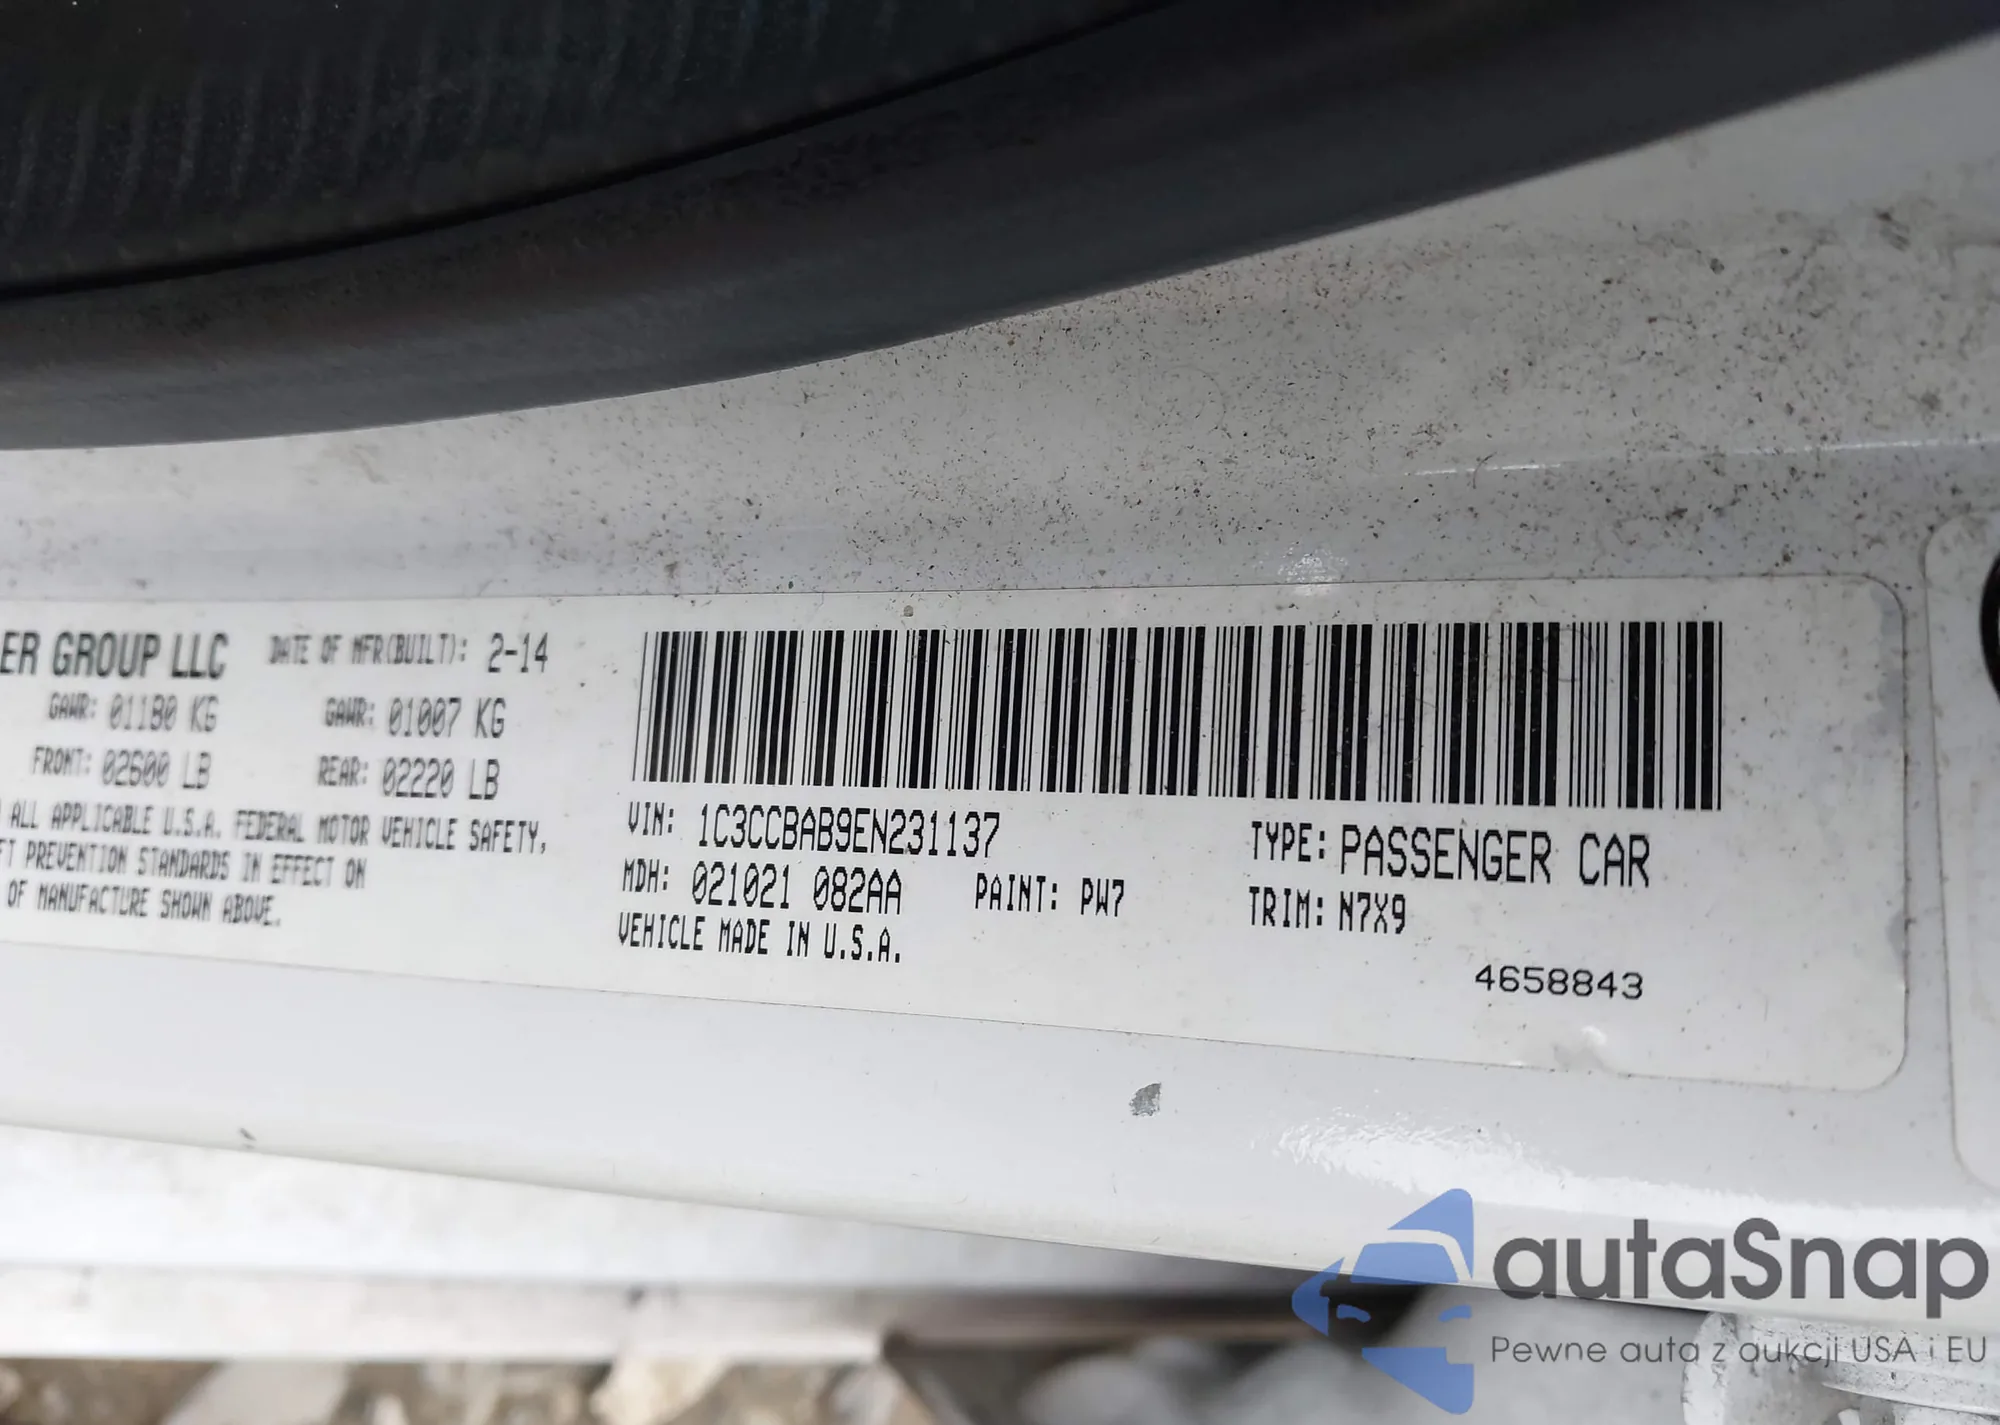 ER GROUP LLC DATE OF MFR(BUILT): 2-14
GAWR: 01180 KG GAWR: 01007 KG
FRONT: 02600 LB REAR: 02220 LB
ALL APPLICABLE U.S.A. FEDERAL MOTOR VEHICLE SAFETY,
FT PREVENTION STANDARDS IN EFFECT ON
OF MANUFACTURE SHOWN ABOVE.
VIN: 1C3CCBAB9EN231137 TYPE: PASSENGER CAR
MDH: 021021 082AA PAINT: PW7 TRIM: N7X9
VEHICLE MADE IN U.S.A.
4658843
autaSnap
Pewne auta z aukcji USA i EU